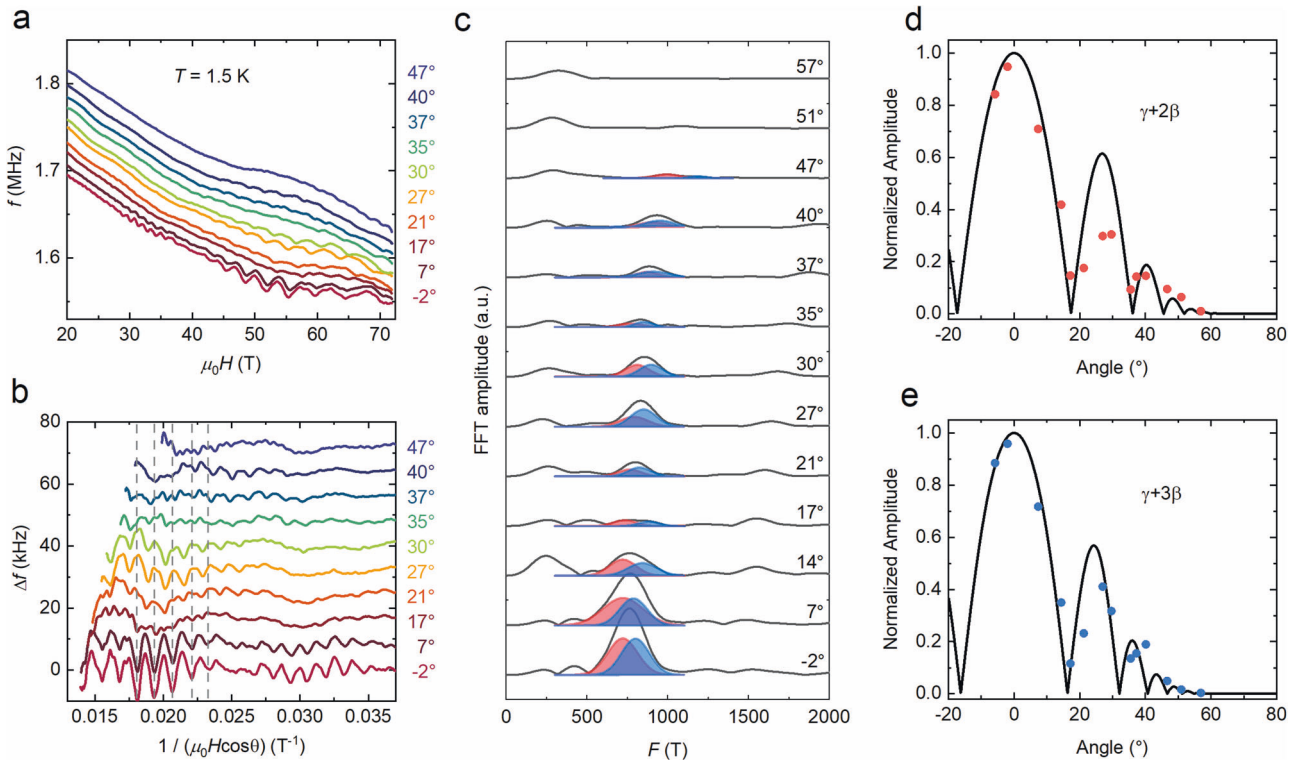 a
1.8
1.7
1.6
f (MHz)
T = 1.5 K
47°
40°
37°
35°
30°
27°
21°
17°
7°
-2°
20 30 40 50 60 70
μ0H (T)
b
80
60
40
20
0
Δf (kHz)
47°
40°
37°
35°
30°
27°
21°
17°
7°
-2°
0.015 0.020 0.025 0.030 0.035
1 / (μ0Hcosθ) (T⁻¹)
c
FFT amplitude (a.u.)
57°
51°
47°
40°
37°
35°
30°
27°
21°
17°
14°
7°
-2°
0 500 1000 1500 2000
F (T)
d
Normalized Amplitude
1.0
0.8
0.6
0.4
0.2
0.0
γ+2β
-20 0 20 40 60 80
Angle (°)
e
Normalized Amplitude
1.0
0.8
0.6
0.4
0.2
0.0
γ+3β
-20 0 20 40 60 80
Angle (°)